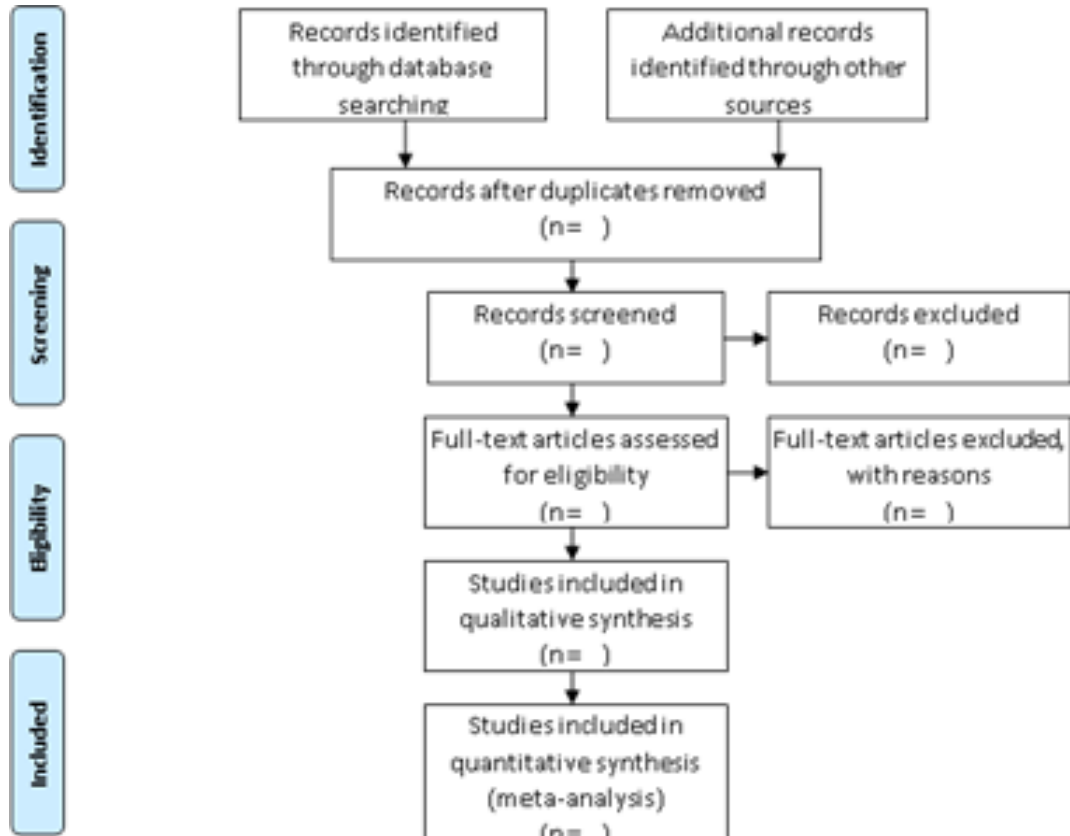 Identification
Records identified
through database
searching
Additional records
identified through other
sources
Records after duplicates removed
(n= )
Screening
Records screened
(n= )
Records excluded
(n= )
Eligibility
Full-text articles assessed
for eligibility
(n= )
Full-text articles excluded,
with reasons
(n= )
Studies included in
qualitative synthesis
(n= )
Included
Studies included in
quantitative synthesis
(meta-analysis)
(n= )